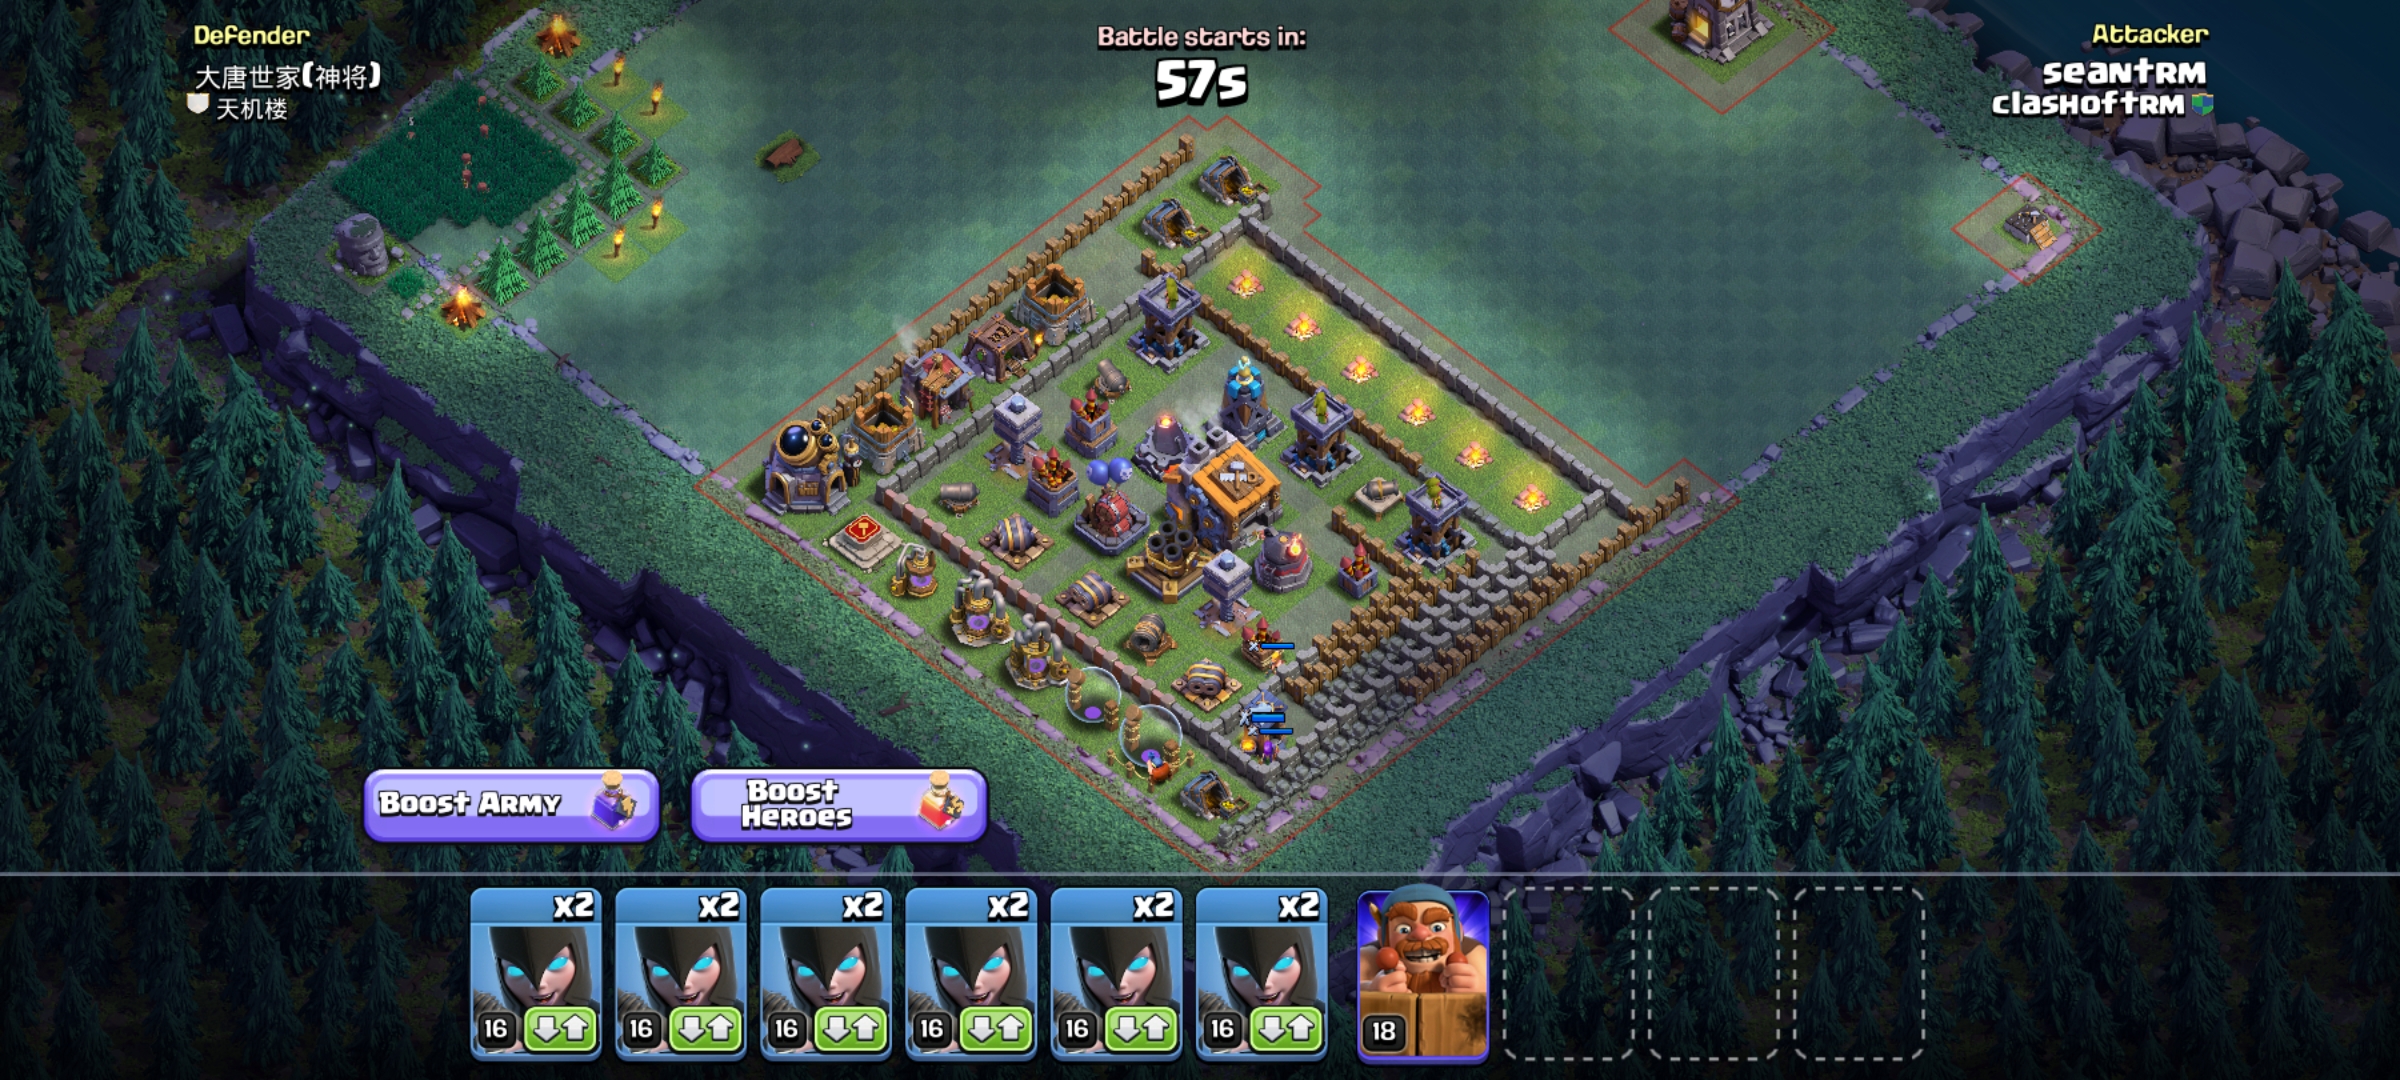 Defender
大唐世家(神将)
天机楼
Battle starts in:
57s
Attacker
seantRM
clashoftRM
Boost Army
Boost
Heroes
x2
x2
x2
x2
x2
x2
16
16
16
16
16
16
18